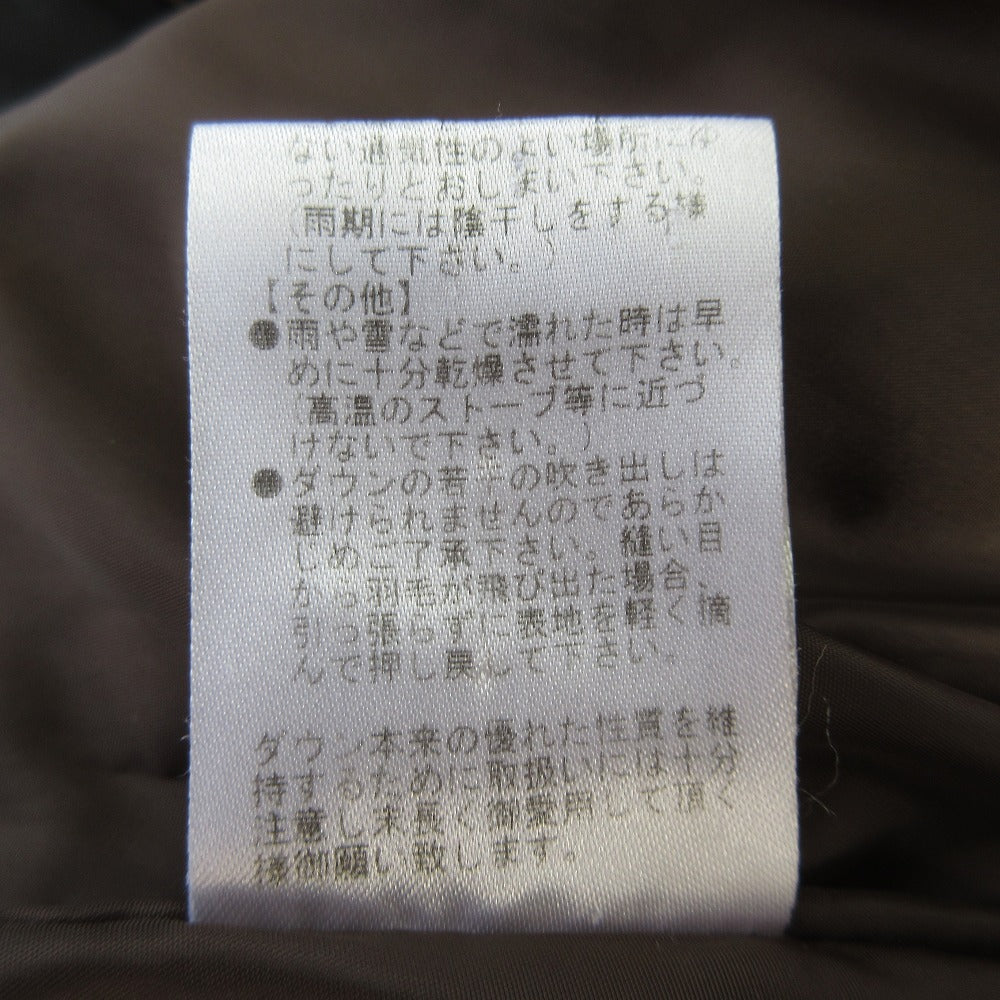 ない通気性のよい場所にゆ
ったりとおしまい下さい。
（雨期には陰干しをする様
にして下さい。）
【その他】
●雨や雪などで濡れた時は早
めに十分乾燥させて下さい。
（高温のストーブ等に近づ
けないで下さい。）
●ダウンの若干の吹き出しは
避けられませんのであらか
じめご了承下さい。縫い目
から羽毛が飛び出た場合、
引っ張らずに表地を軽く摘
んで押し戻して下さい。
ダウン本来の優れた性質を維
持するために取扱いには十分
注意し末長く御愛用して頂く
様御願い致します。